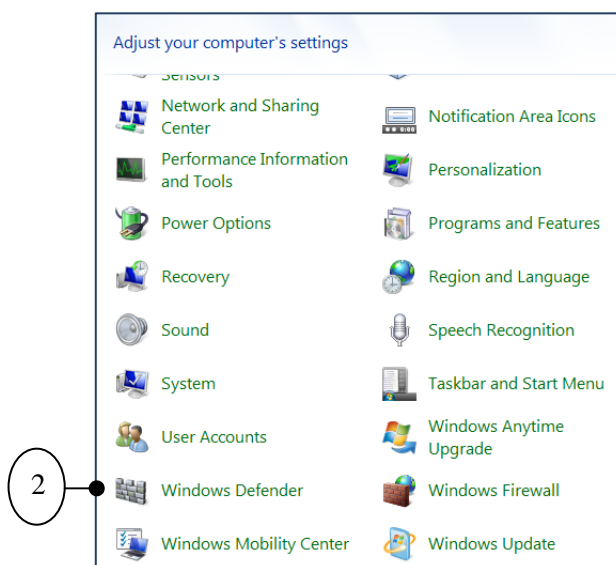 Adjust your computer's settings
Sensors
Network and Sharing
Center
Notification Area Icons
Performance Information
and Tools
Personalization
Power Options
Programs and Features
Recovery
Region and Language
Sound
Speech Recognition
System
Taskbar and Start Menu
User Accounts
Windows Anytime
Upgrade
2
Windows Defender
Windows Firewall
Windows Mobility Center
Windows Update